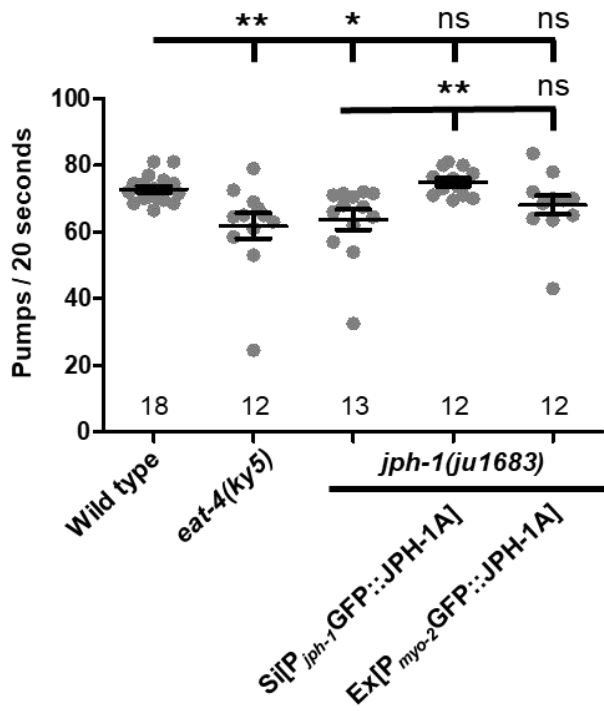 ** * ns ns
** ns
Pumps / 20 seconds
100
80
60
40
20
0
18 12 13 12 12
Wild type
eat-4(ky5)
jph-1(ju1683)
Si[Pjph-1GFP::JPH-1A]
Ex[Pmyo-2GFP::JPH-1A]